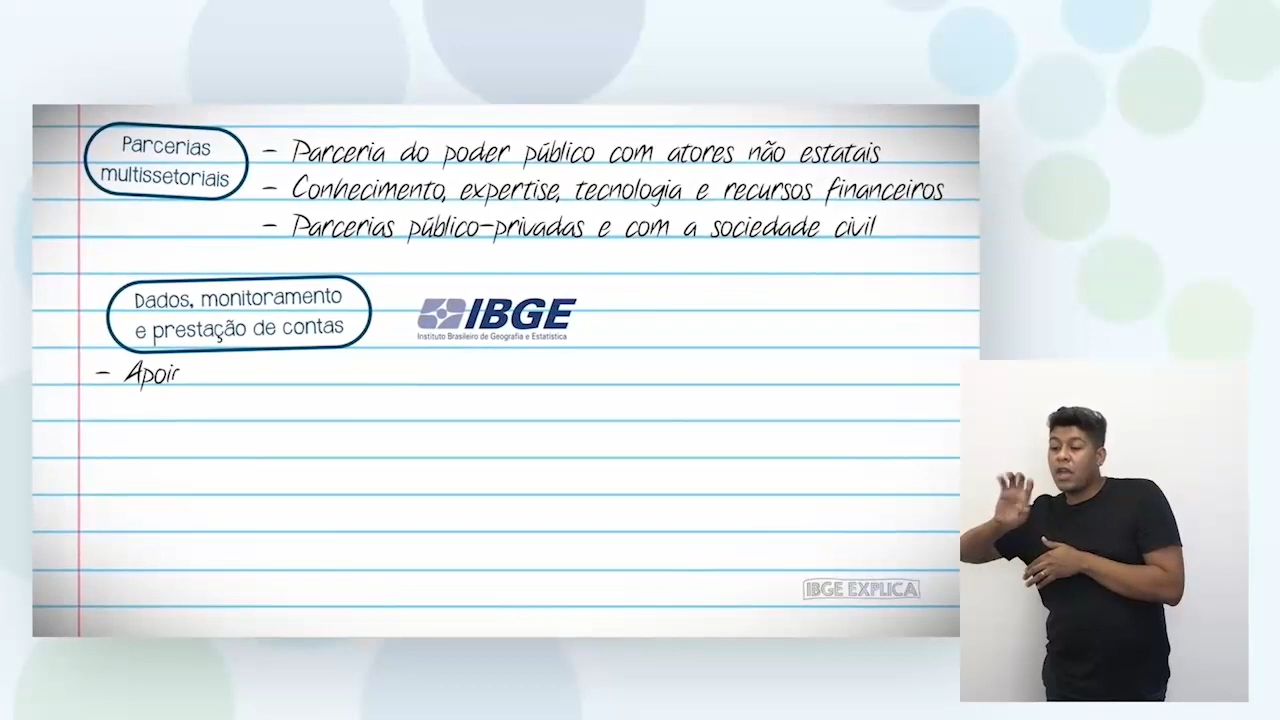 Parcerias
multissetoriais
- Parceria do poder público com atores não estatais
- Conhecimento, expertise, tecnologia e recursos financeiros
- Parcerias público-privadas e com a sociedade civil
Dados, monitoramento
e prestação de contas
IBGE
Instituto Brasileiro de Geografia e Estatística
- Apoir
IBGE EXPLICA